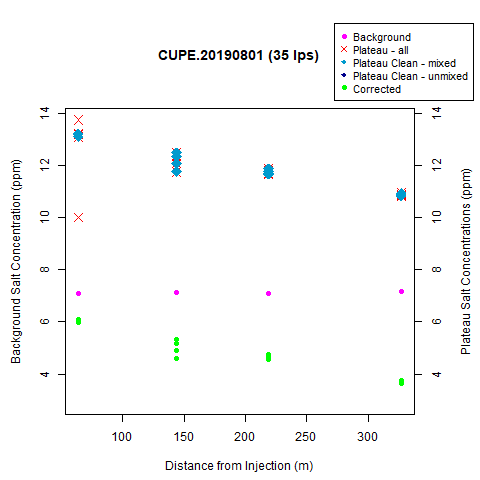 CUPE.20190801 (35 lps)
Background
Plateau - all
Plateau Clean - mixed
Plateau Clean - unmixed
Corrected
Background Salt Concentration (ppm)
14
12
10
8
6
4
14
12
10
8
6
4
Plateau Salt Concentrations (ppm)
100 150 200 250 300
Distance from Injection (m)